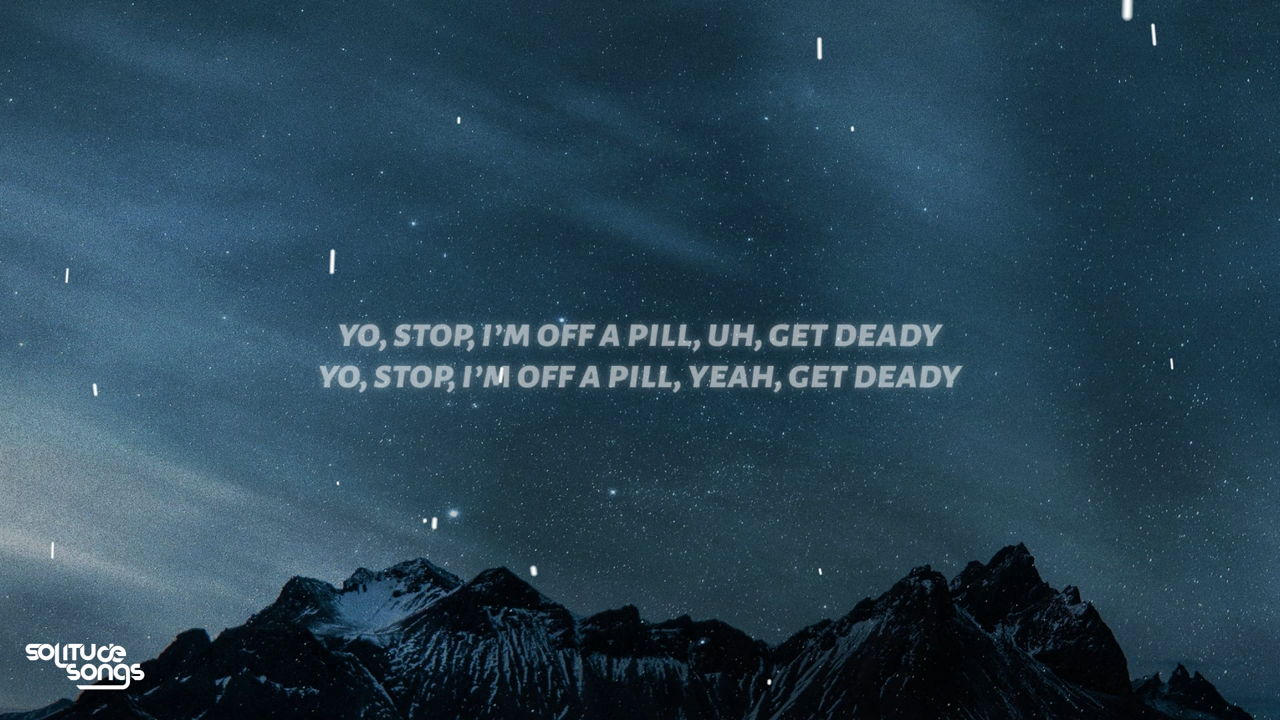 YO, STOP, I’M OFF A PILL, UH, GET DEADY
YO, STOP, I’M OFF A PILL, YEAH, GET DEADY
solitude
songs